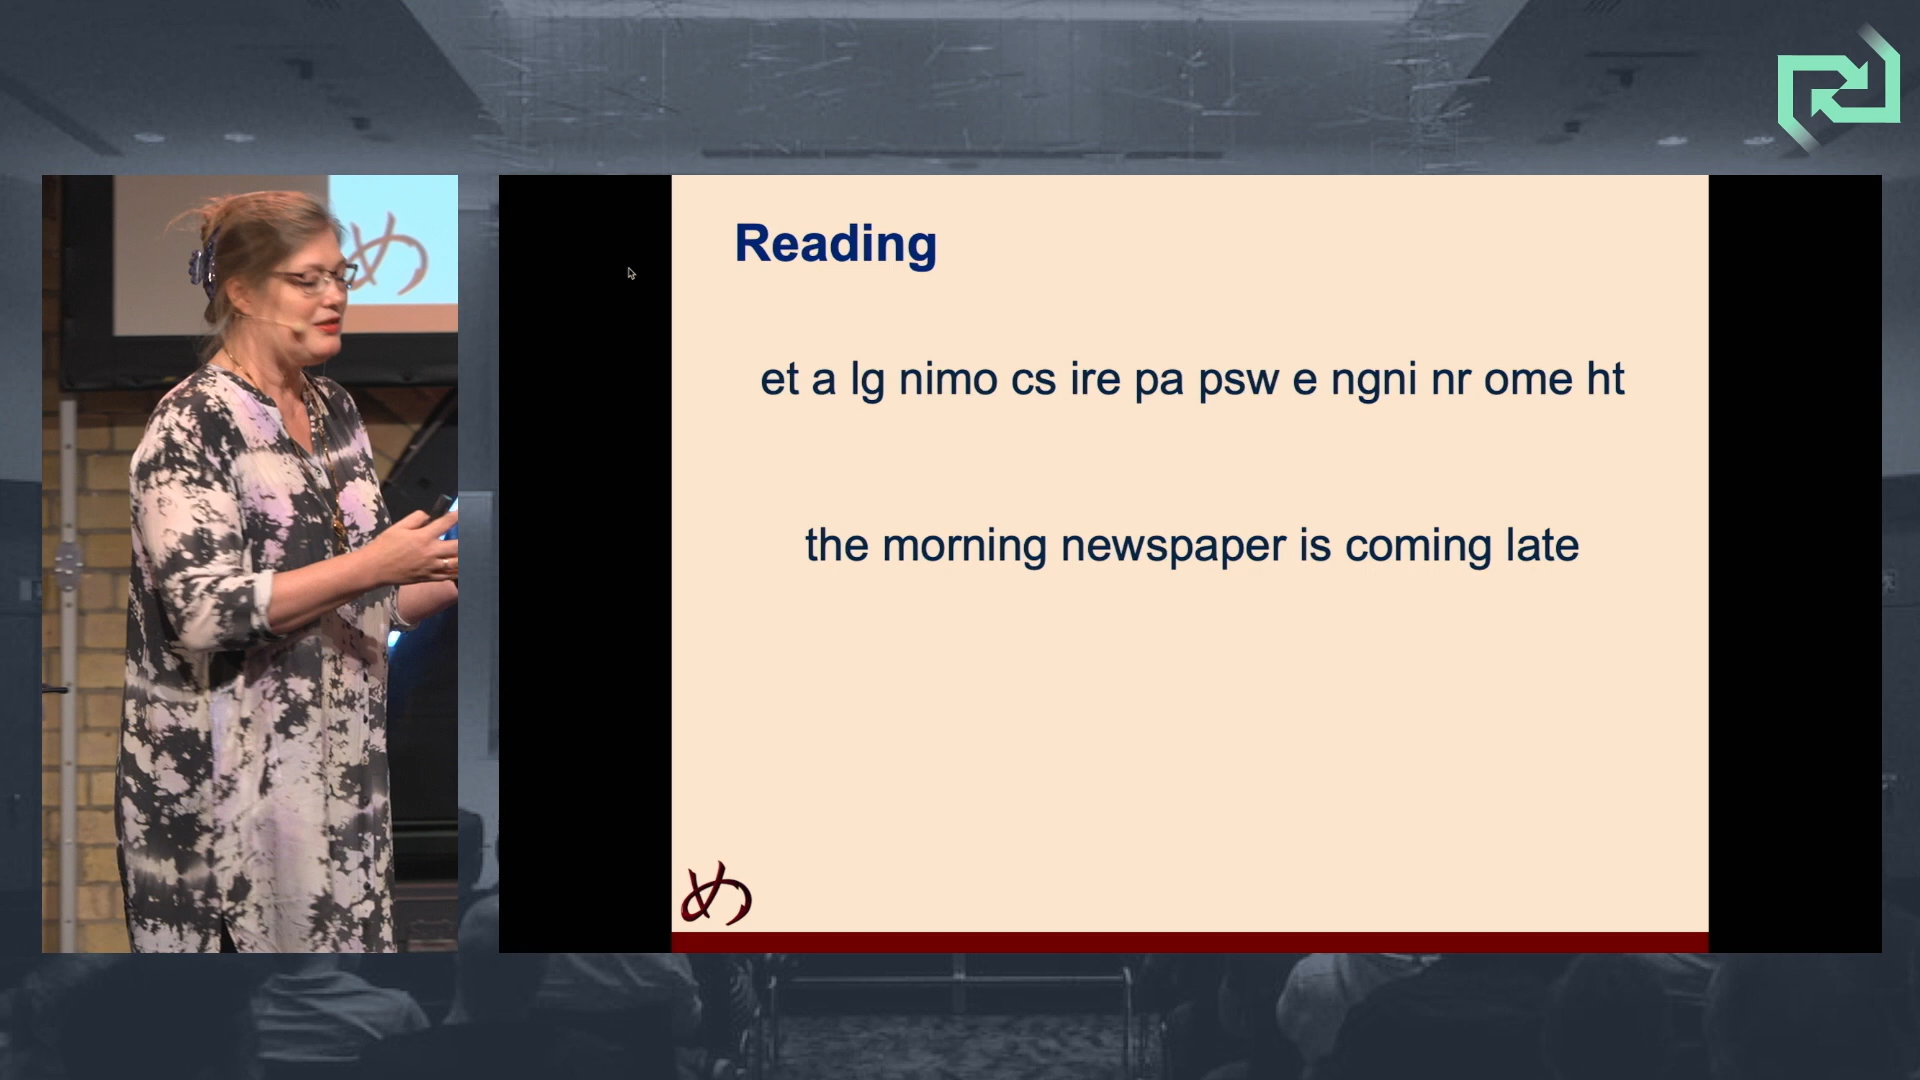 め
Reading
et a lg nimo cs ire pa psw e ngni nr ome ht
the morning newspaper is coming late
め